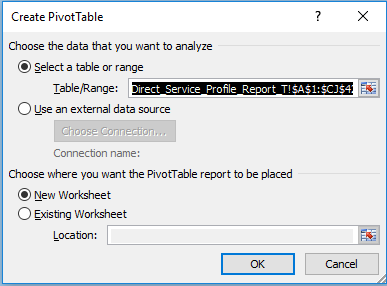 Create PivotTable
Choose the data that you want to analyze
Select a table or range
Table/Range: Direct_Service_Profile_Report_T!$A$1:$CJ$4
Use an external data source
Choose Connection...
Connection name:
Choose where you want the PivotTable report to be placed
New Worksheet
Existing Worksheet
Location:
OK Cancel